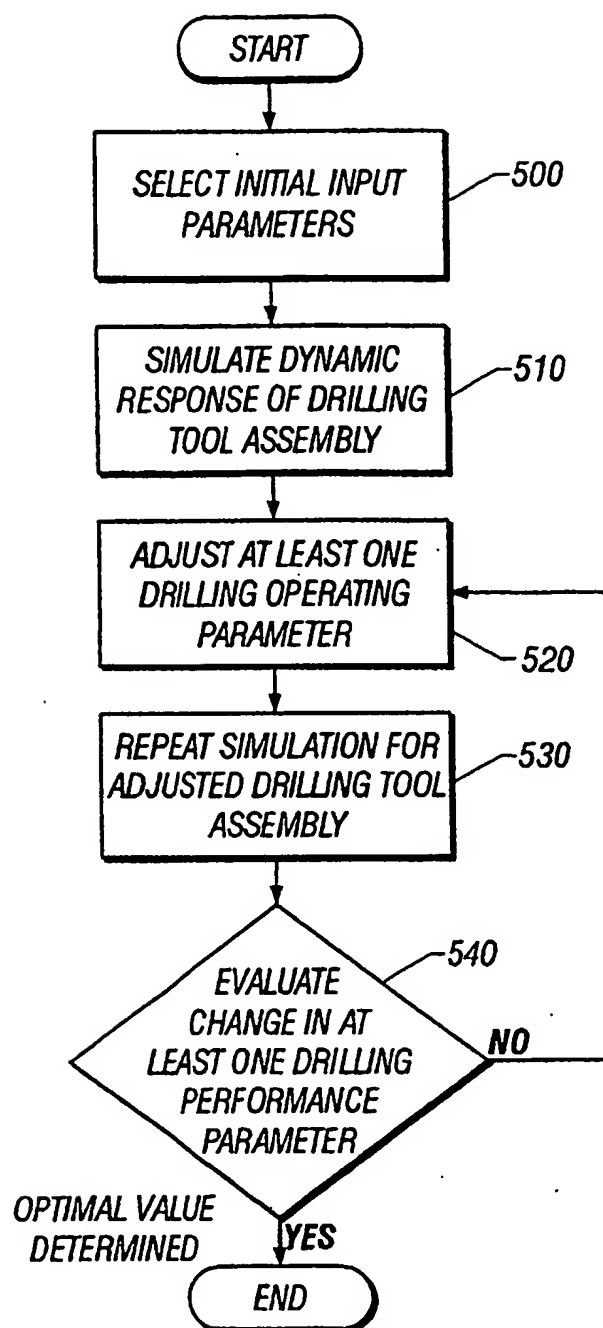 START
SELECT INITIAL INPUT
PARAMETERS
500
SIMULATE DYNAMIC
RESPONSE OF DRILLING
TOOL ASSEMBLY
510
ADJUST AT LEAST ONE
DRILLING OPERATING
PARAMETER
520
REPEAT SIMULATION FOR
ADJUSTED DRILLING TOOL
ASSEMBLY
530
540
EVALUATE
CHANGE IN AT
LEAST ONE DRILLING
PERFORMANCE
PARAMETER
NO
OPTIMAL VALUE
DETERMINED
YES
END